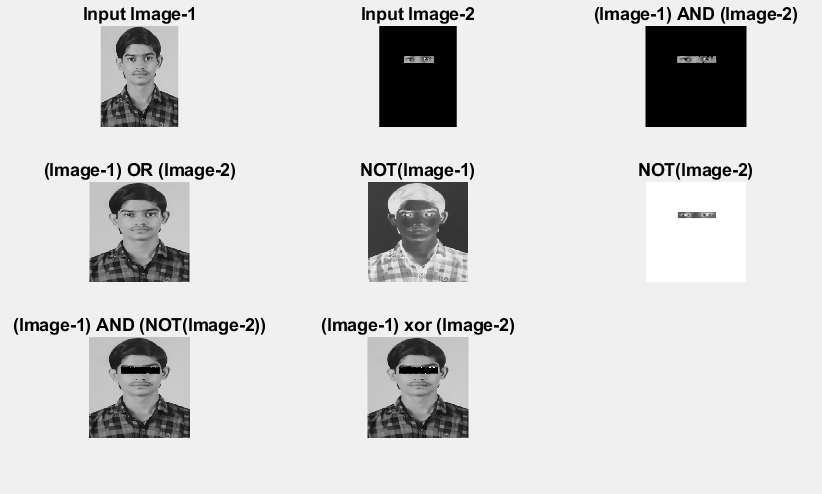 Input Image-1
Input Image-2
(Image-1) AND (Image-2)
(Image-1) OR (Image-2)
NOT(Image-1)
NOT(Image-2)
(Image-1) AND (NOT(Image-2))
(Image-1) xor (Image-2)